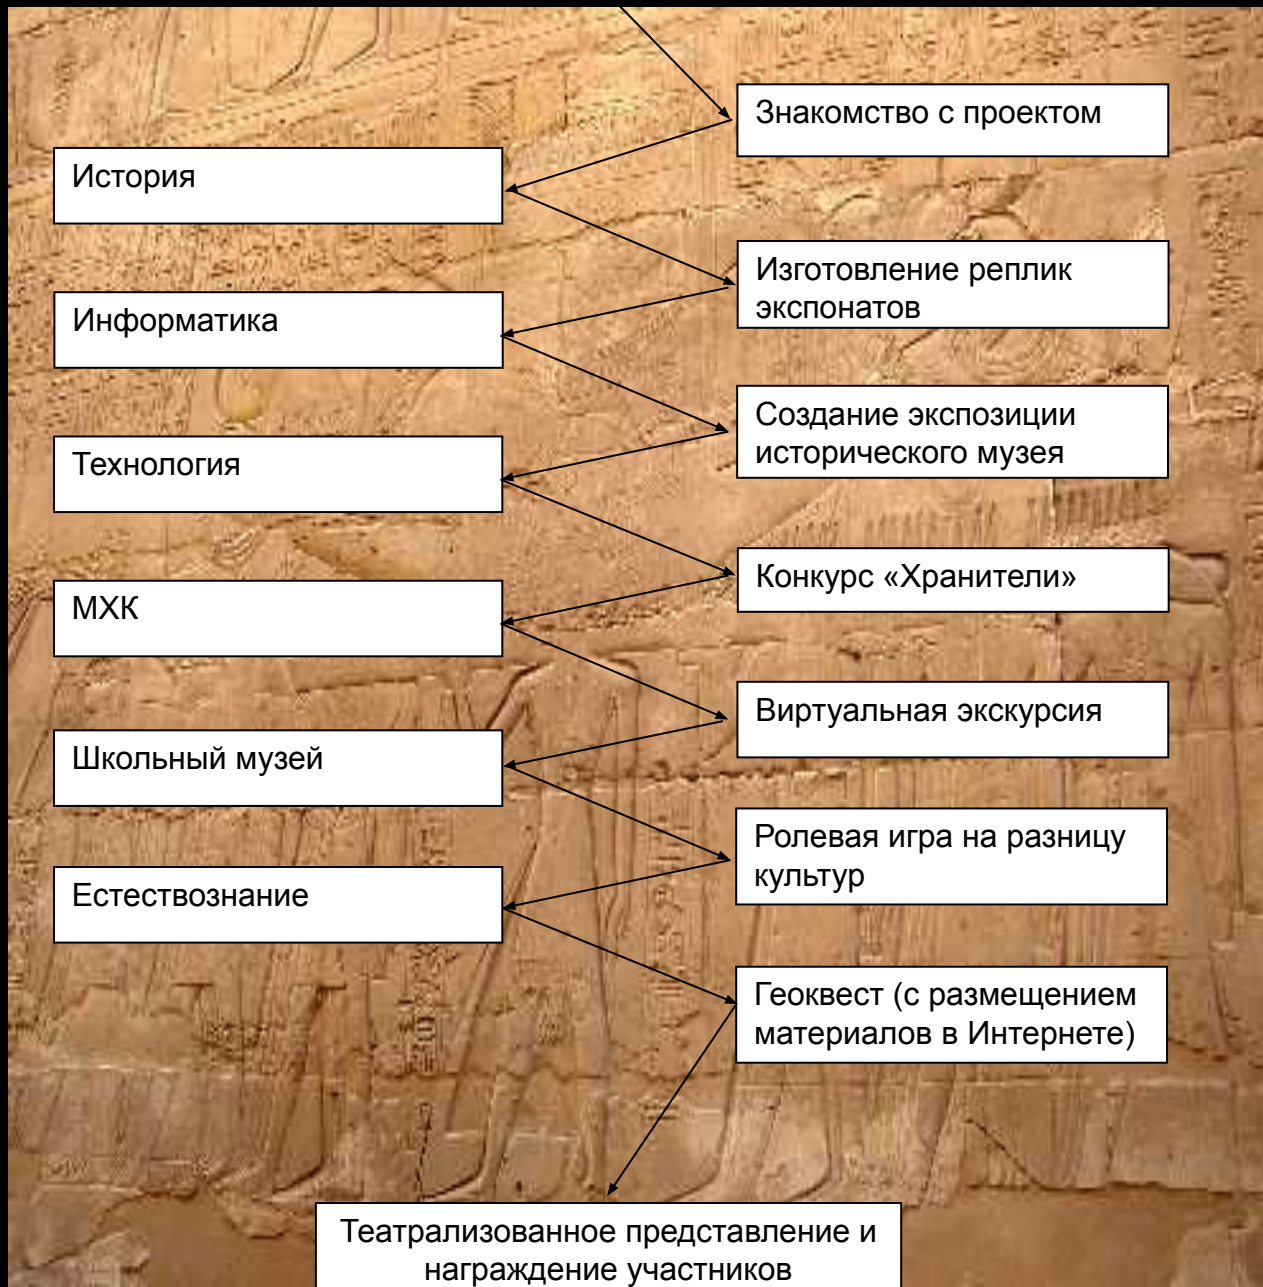 Знакомство с проектом
История
Изготовление реплик
экспонатов
Информатика
Создание экспозиции
исторического музея
Технология
Конкурс «Хранители»
МХК
Виртуальная экскурсия
Школьный музей
Ролевая игра на разницу
культур
Естествознание
Геоквест (с размещением
материалов в Интернете)
Театрализованное представление и
награждение участников